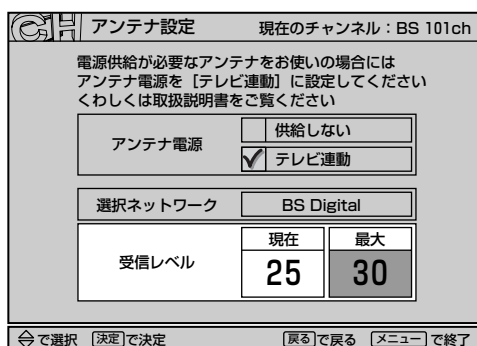 CH アンテナ設定 現在のチャンネル：BS 101ch
電源供給が必要なアンテナをお使いの場合には
アンテナ電源を［テレビ連動］に設定してください
くわしくは取扱説明書をご覧ください
アンテナ電源
供給しない
テレビ連動
選択ネットワーク BS Digital
受信レベル
現在 最大
25 30
で選択 決定で決定 戻るで戻る メニューで終了